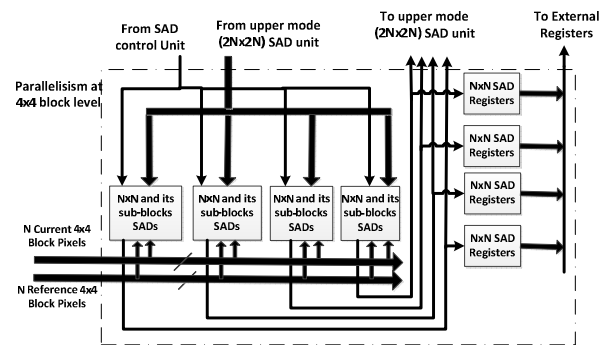 From SAD
control Unit
From upper mode
(2Nx2N) SAD unit
To upper mode
(2Nx2N) SAD unit
To External
Registers
Parallelisism at
4x4 block level
NxN SAD
Registers
NxN SAD
Registers
NxN SAD
Registers
NxN SAD
Registers
NxN and its
sub-blocks
SADs
NxN and its
sub-blocks
SADs
NxN and its
sub-blocks
SADs
NxN and its
sub-blocks
SADs
N Current 4x4
Block Pixels
N Reference 4x4
Block Pixels